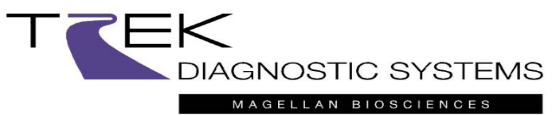 TREK
DIAGNOSTIC SYSTEMS
MAGELLAN BIOSCIENCES